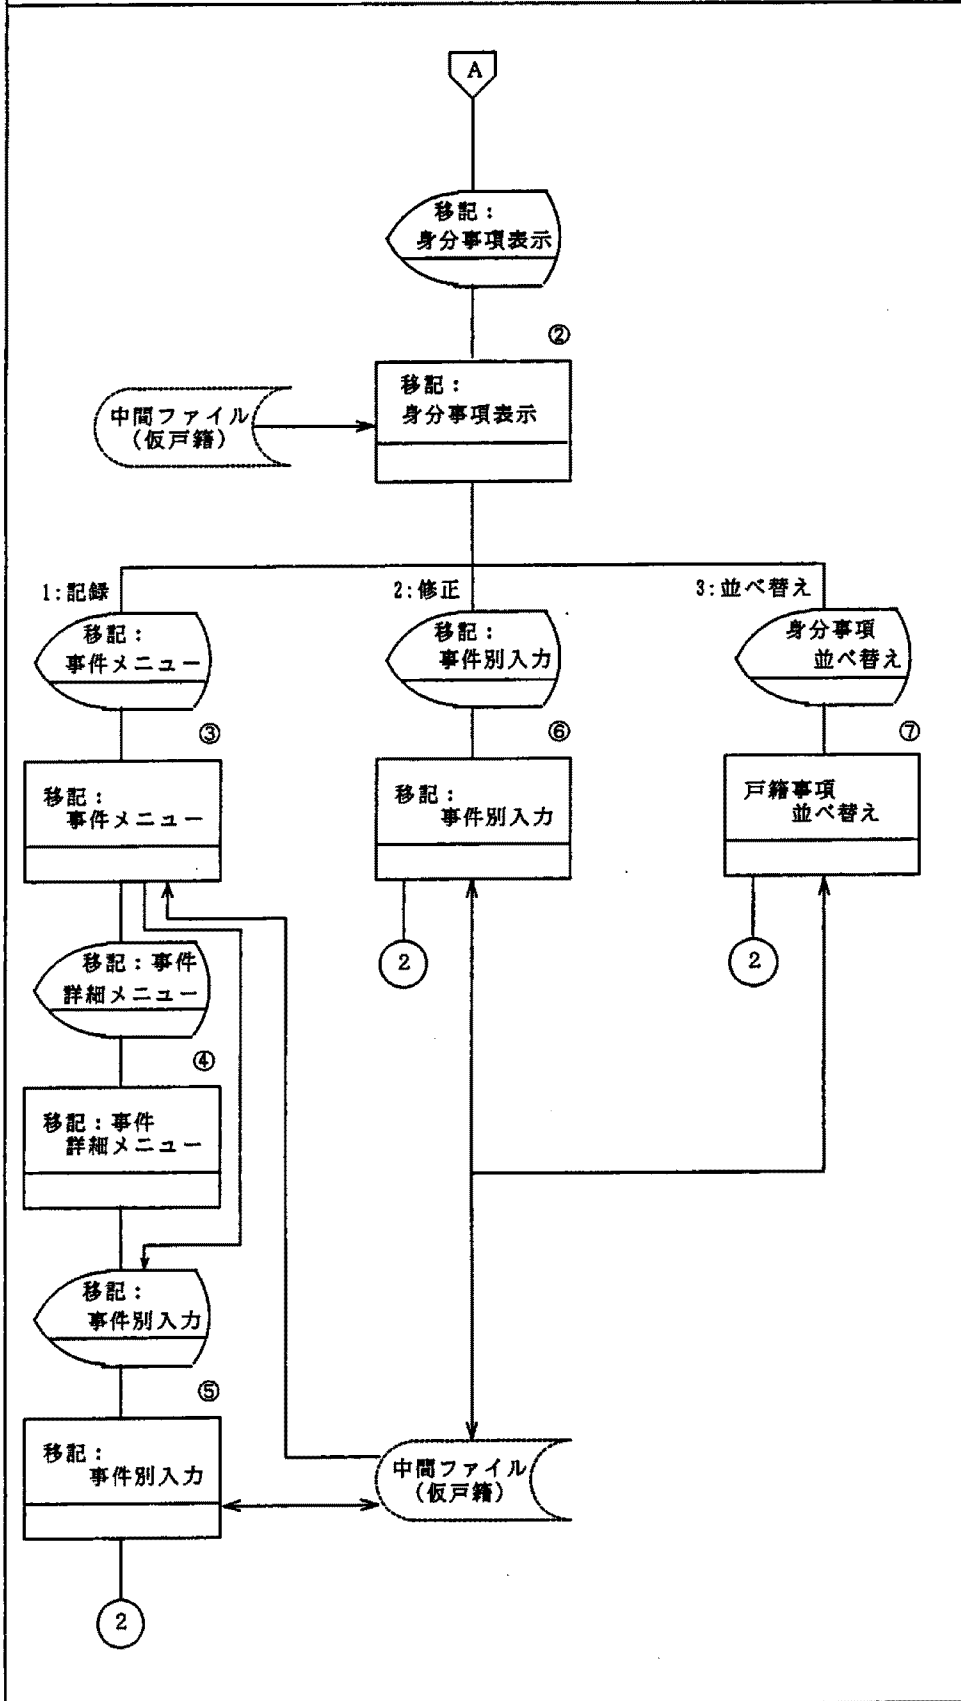 A
移記：
身分事項表示
②
移記：
身分事項表示
中間ファイル
（仮戸籍）
1:記録
2:修正
3:並べ替え
移記：
事件メニュー
移記：
事件別入力
身分事項
並べ替え
③
⑥
⑦
移記：
事件メニュー
移記：
事件別入力
戸籍事項
並べ替え
2
2
移記：事件
詳細メニュー
④
移記：事件
詳細メニュー
移記：
事件別入力
⑤
移記：
事件別入力
中間ファイル
（仮戸籍）
2